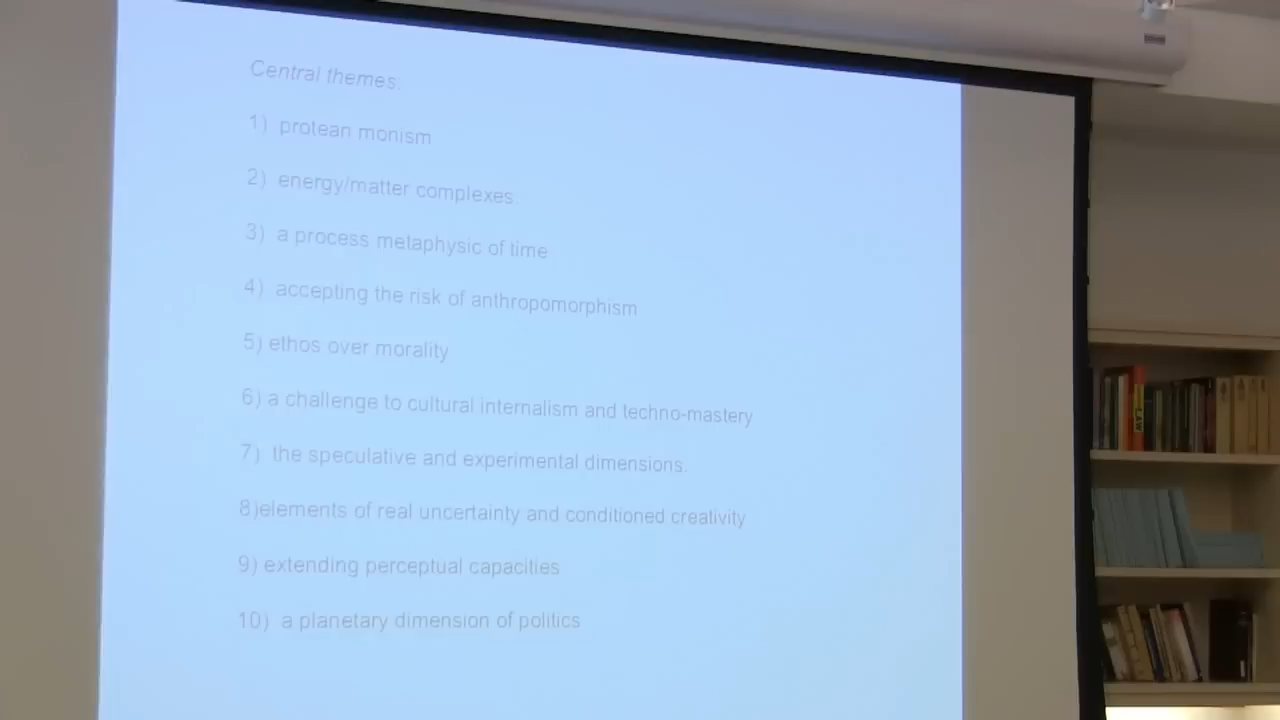 Central themes:
1) protean monism
2) energy/matter complexes
3) a process metaphysic of time
4) accepting the risk of anthropomorphism
5) ethos over morality
6) a challenge to cultural internalism and techno-mastery
7) the speculative and experimental dimensions.
8)elements of real uncertainty and conditioned creativity
9) extending perceptual capacities
10) a planetary dimension of politics
LAW